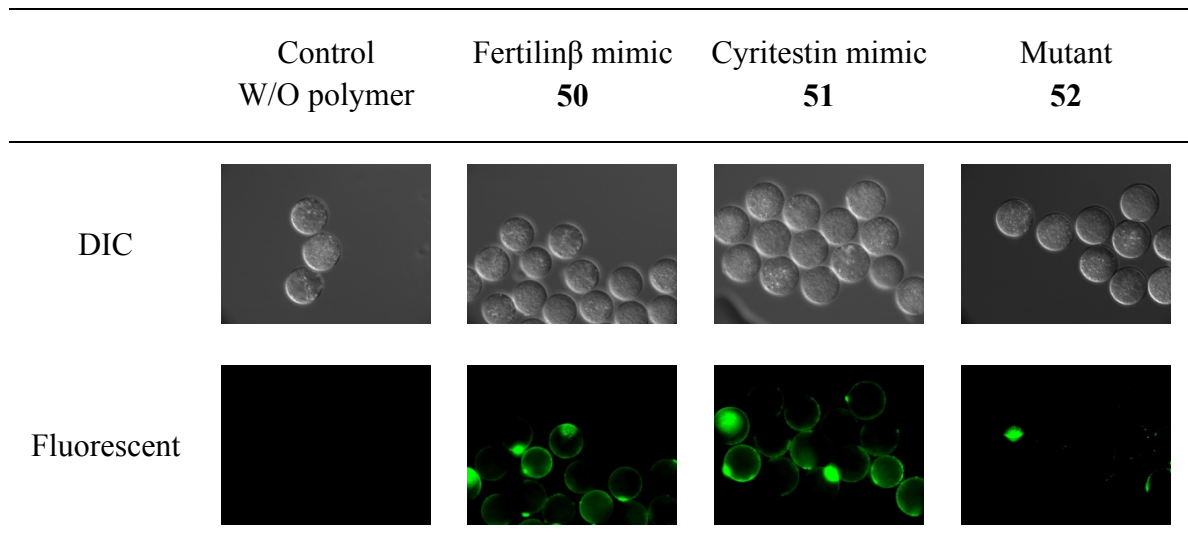 Control Fertilinβ mimic Cyritestin mimic Mutant
W/O polymer 50 51 52
DIC
Fluorescent